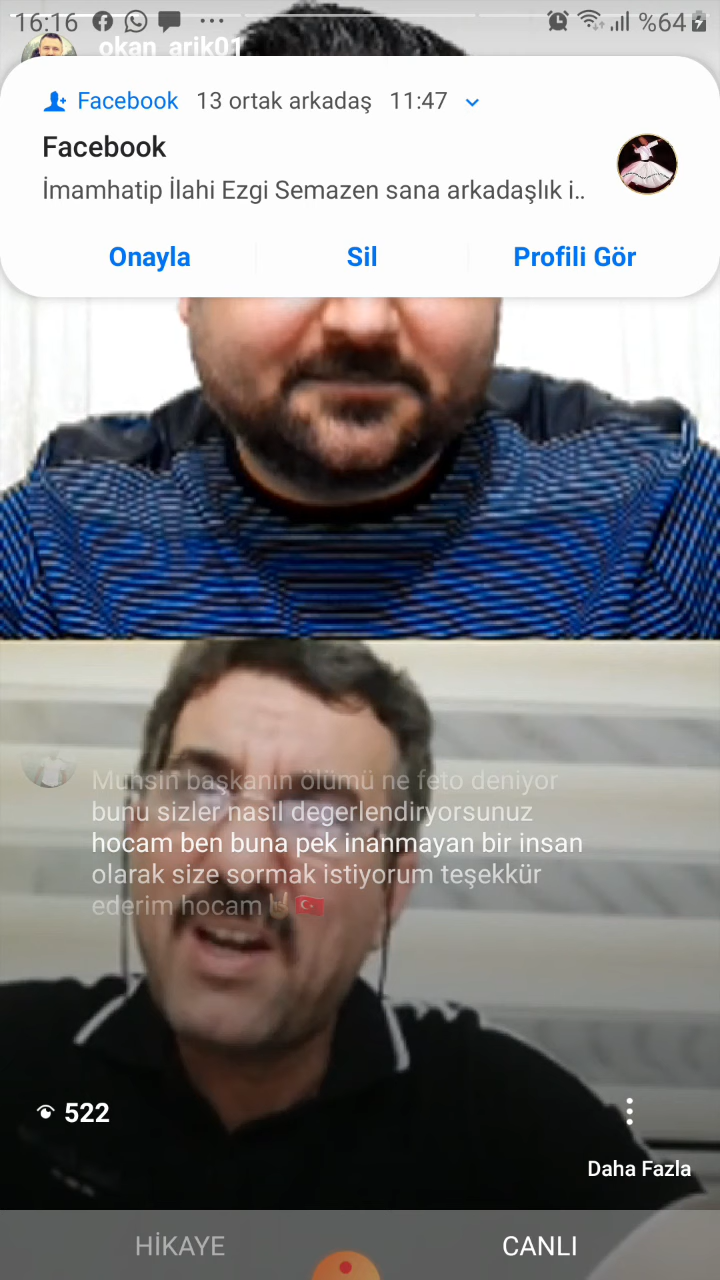 16:16 %64
okan_arik01
Facebook 13 ortak arkadaş 11:47
Facebook
İmamhatip İlahi Ezgi Semazen sana arkadaşlık i..
Onayla Sil Profili Gör
Muhsin başkanın ölümü ne feto deniyor
bunu sizler nasıl degerlendiryorsunuz
hocam ben buna pek inanmayan bir insan
olarak size sormak istiyorum teşekkür
ederim hocam
522
Daha Fazla
HİKAYE CANLI